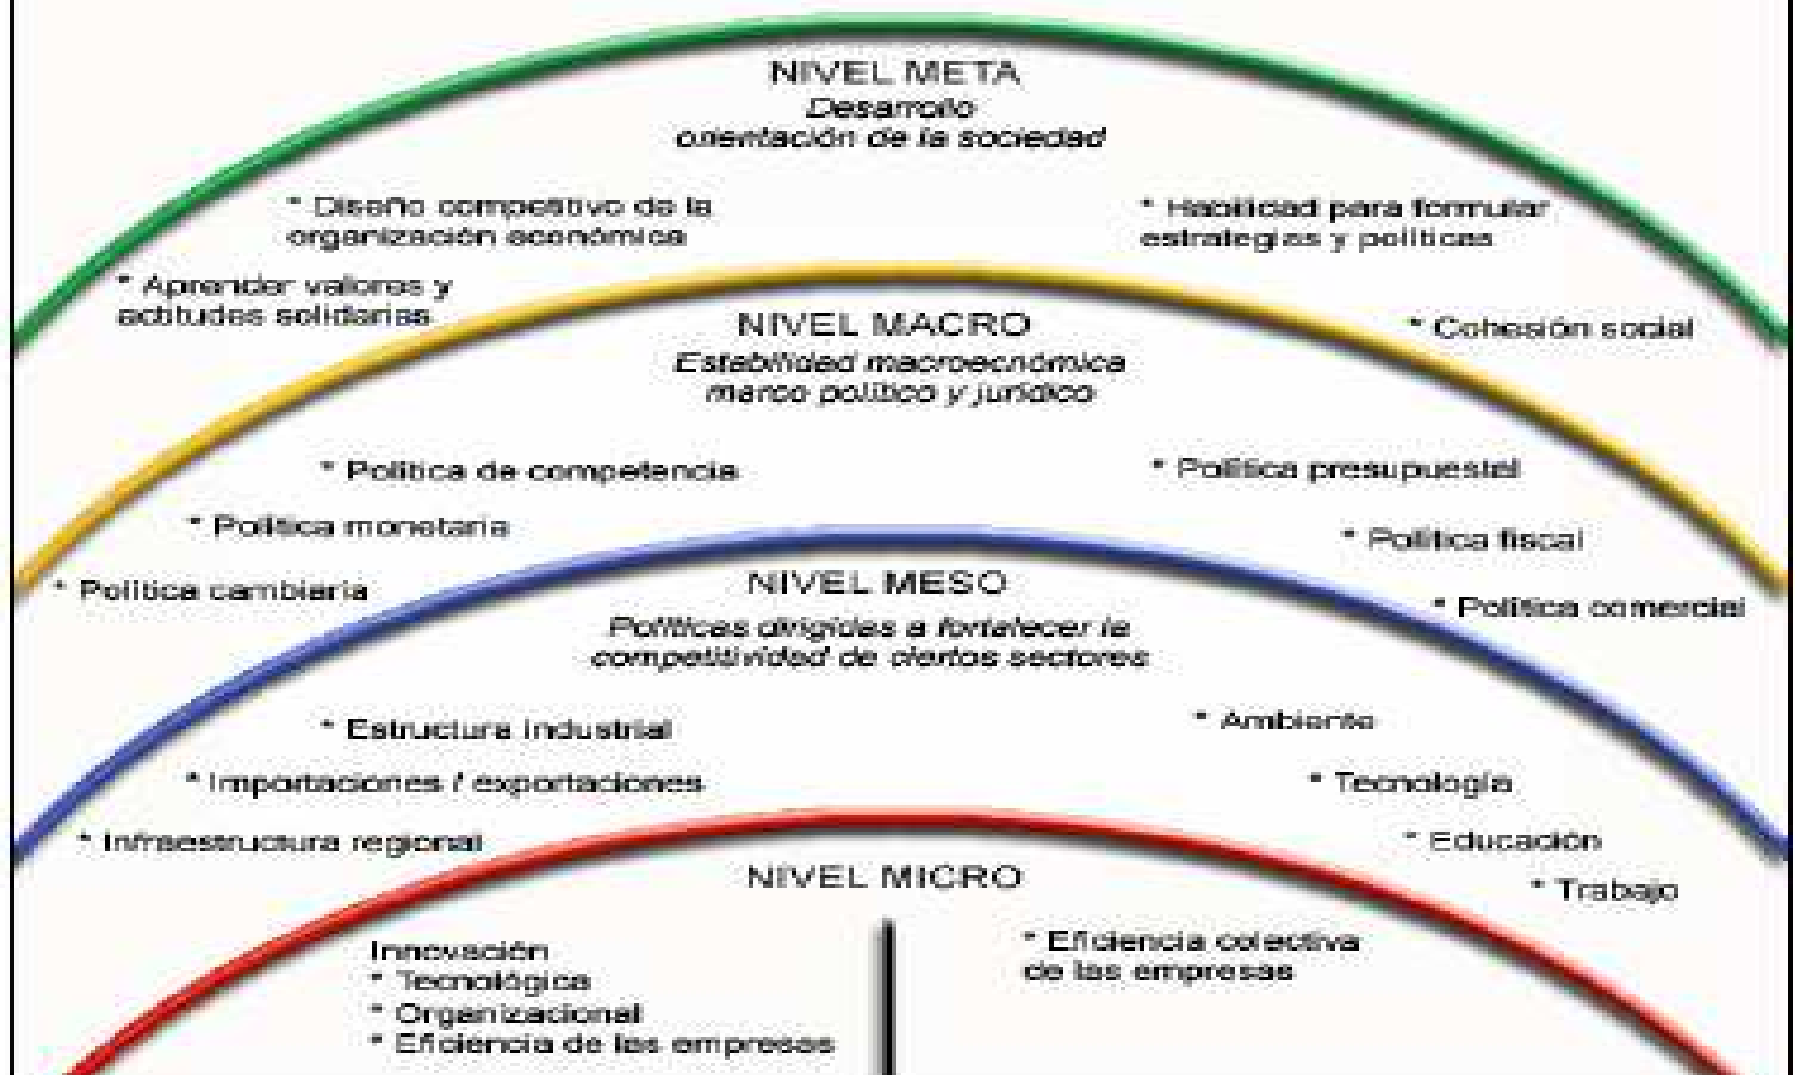 NIVEL META
Desarrollo
orientación de la sociedad
* Diseño competitivo de la
organización económica
* Habilidad para formular
estrategias y políticas
* Aprender valores y
actitudes solidarias
* Cohesión social
NIVEL MACRO
Estabilidad macroecnómica
marco político y jurídico
* Política de competencia
* Política presupuestal
* Política monetaria
* Política fiscal
* Política cambiaria
* Política comercial
NIVEL MESO
Políticas dirigidas a fortalecer la
competitividad de ciertos sectores
* Estructura industrial
* Ambiente
* Importaciones / exportaciones
* Tecnología
* Infraestructura regional
* Educación
* Trabajo
NIVEL MICRO
Innovación
* Tecnológica
* Organizacional
* Eficiencia de las empresas
* Eficiencia colectiva
de las empresas